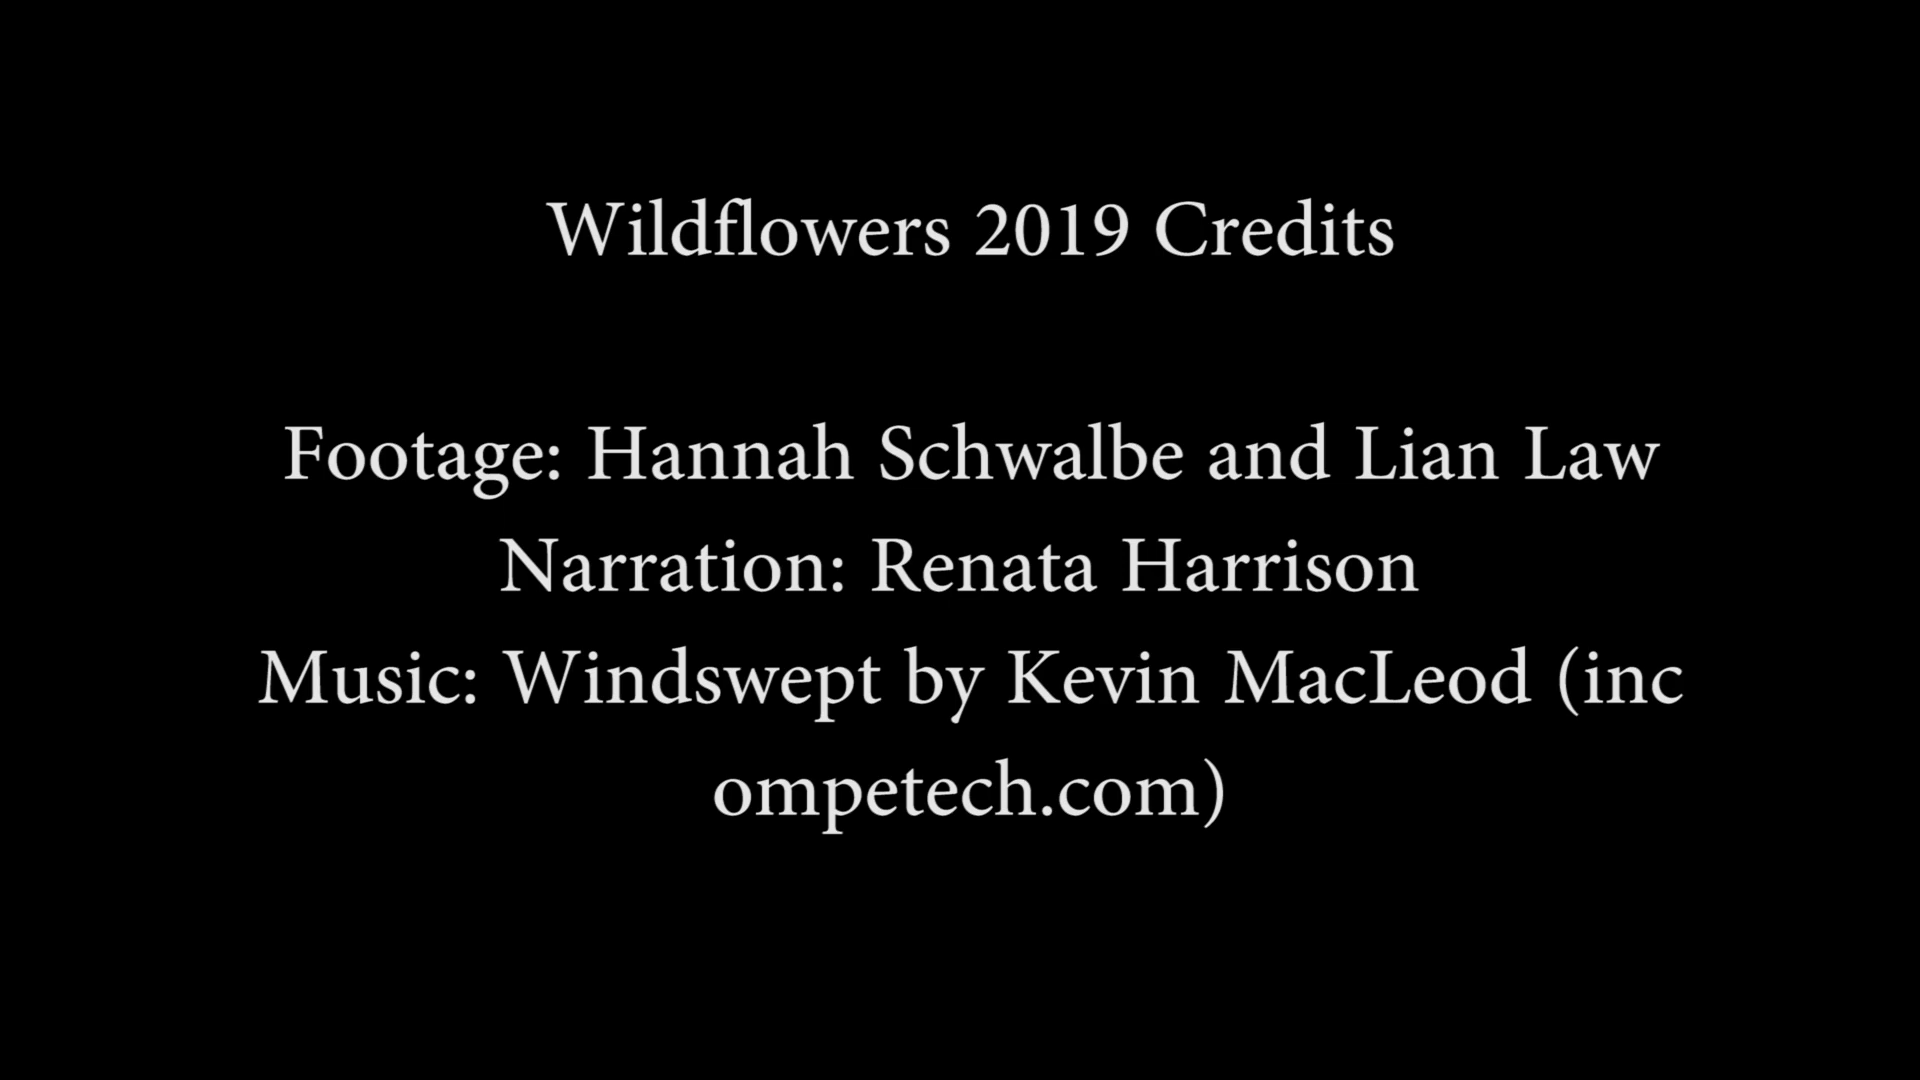 Wildflowers 2019 Credits
Footage: Hannah Schwalbe and Lian Law
Narration: Renata Harrison
Music: Windswept by Kevin MacLeod (inc
ompetech.com)